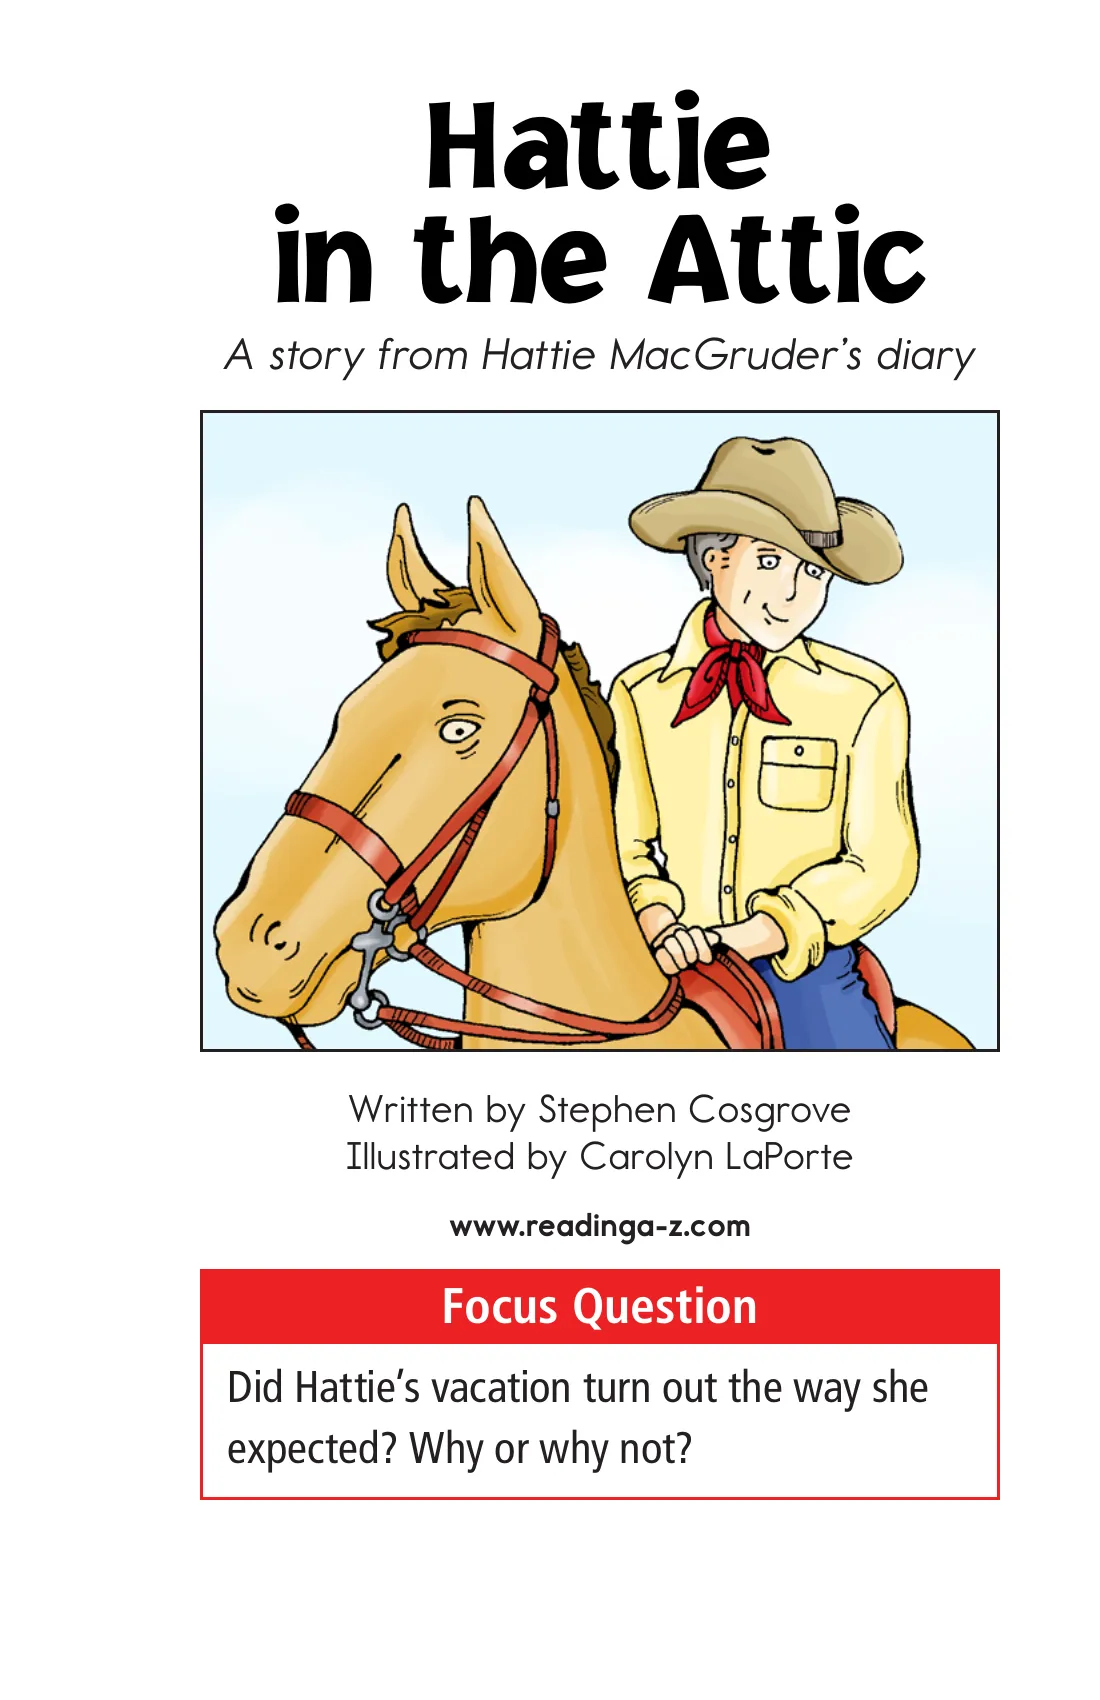 Hattie
in the Attic
A story from Hattie MacGruder’s diary
Written by Stephen Cosgrove
Illustrated by Carolyn LaPorte
www.readinga-z.com
Focus Question
Did Hattie’s vacation turn out the way she
expected? Why or why not?